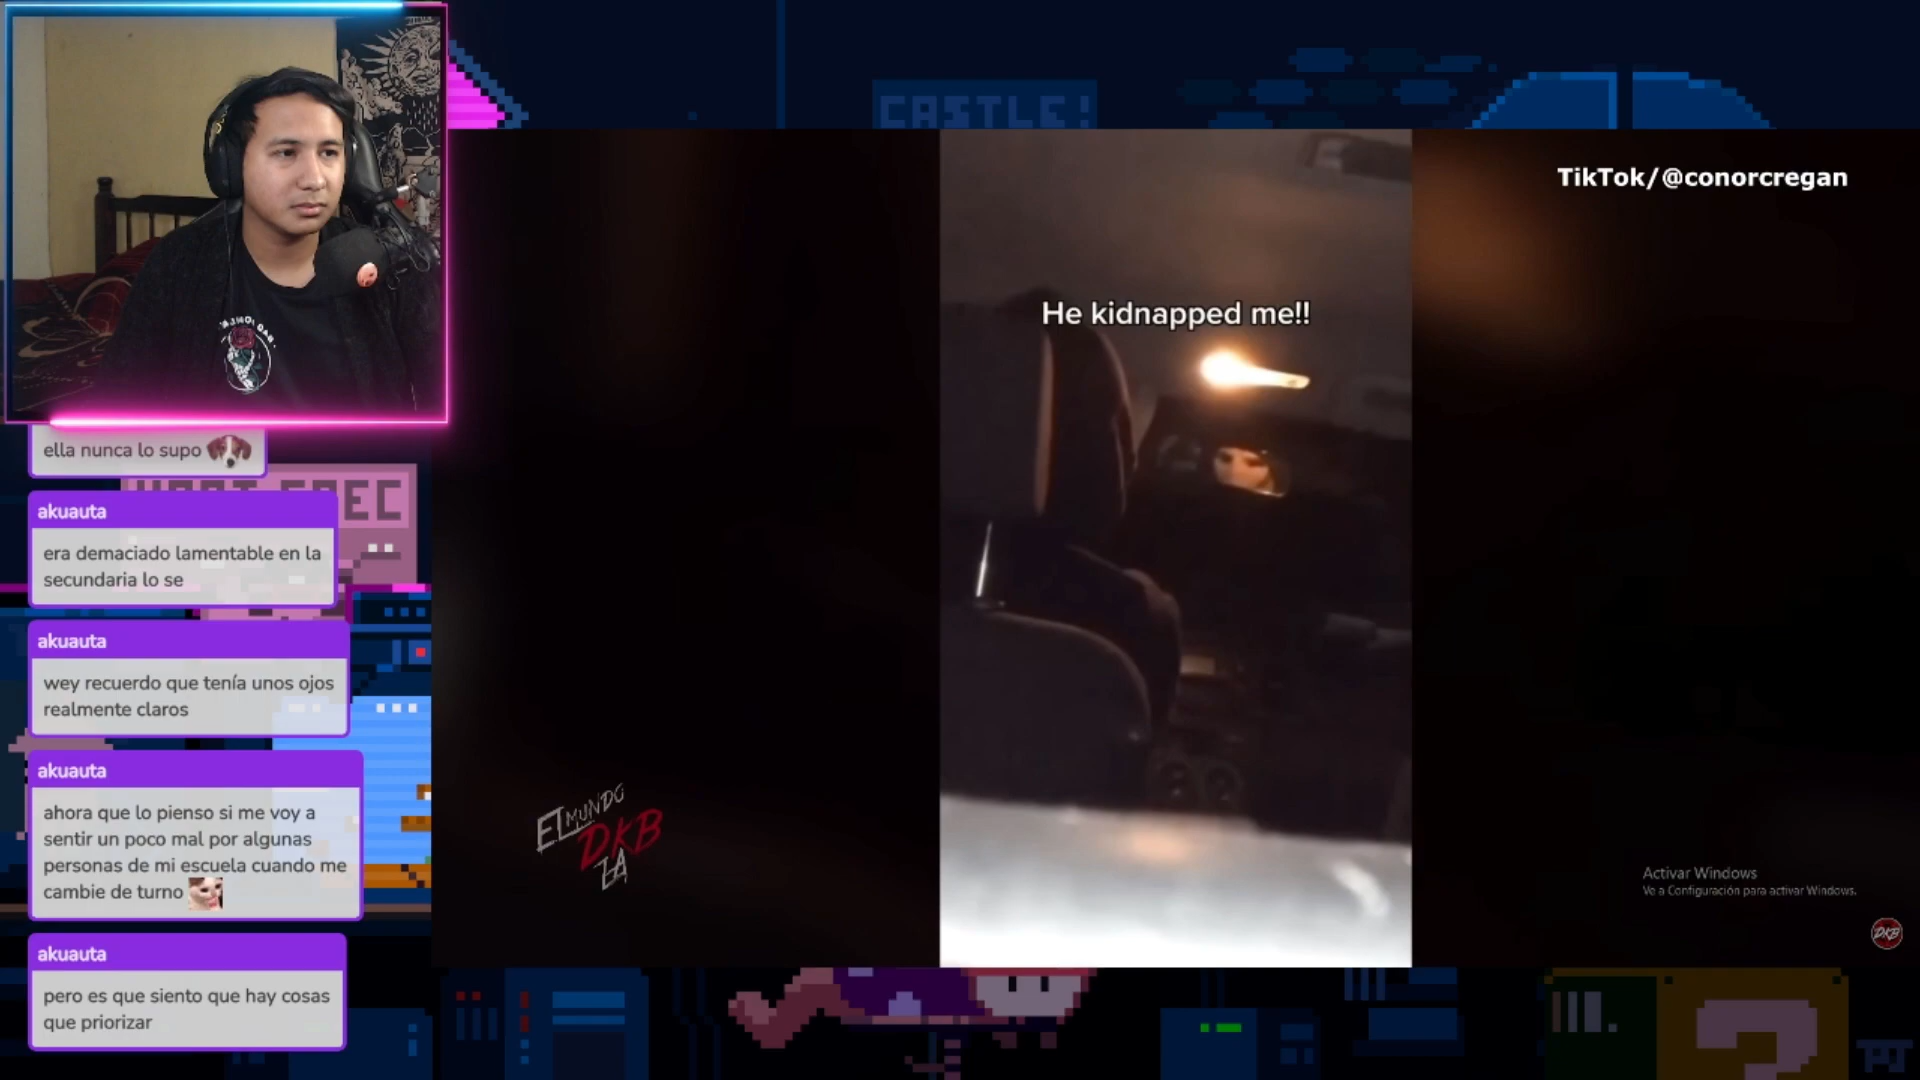 CASTLE!
TikTok/@conorcregan
He kidnapped me!!
ella nunca lo supo
akuauta
era demaciado lamentable en la
secundaria lo se
akuauta
wey recuerdo que tenía unos ojos
realmente claros
akuauta
ahora que lo pienso si me voy a
sentir un poco mal por algunas
personas de mi escuela cuando me
cambie de turno
akuauta
pero es que siento que hay cosas
que priorizar
EL MUNDO
DKB
ZA
Activar Windows
Ve a Configuración para activar Windows.
DKB